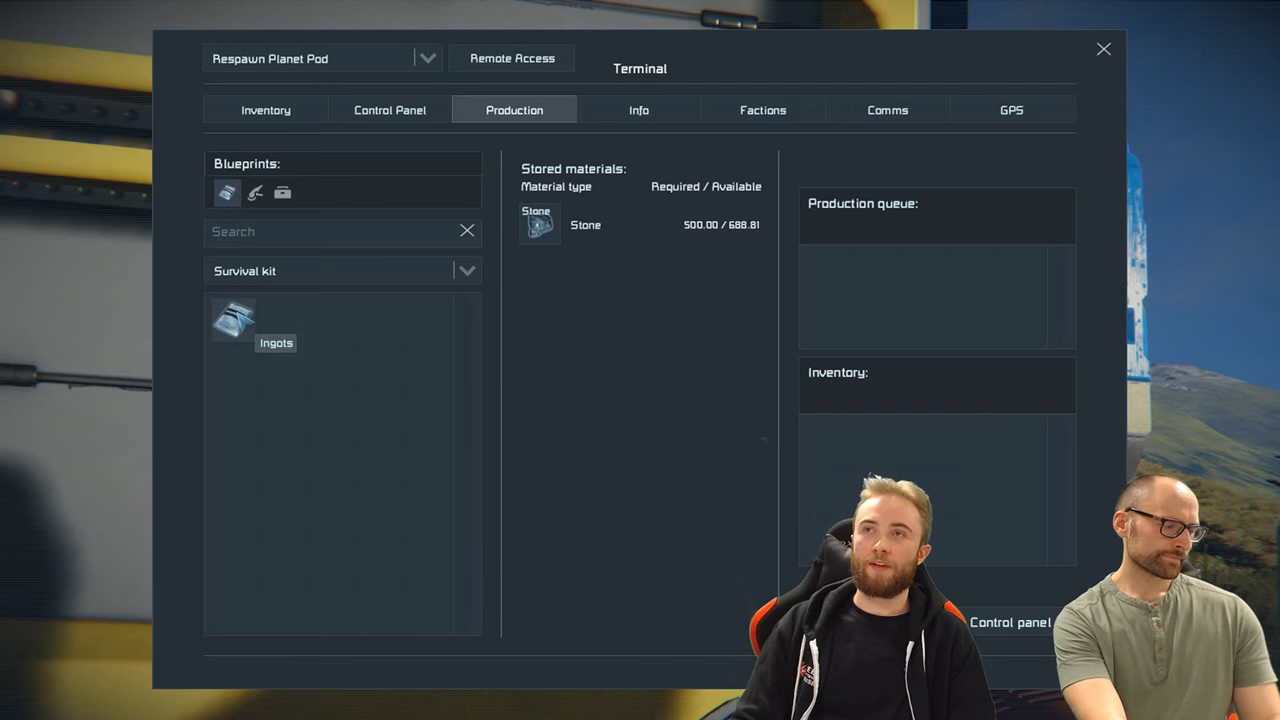 Respawn Planet Pod
Remote Access
Terminal
Inventory
Control Panel
Production
Info
Factions
Comms
GPS
Blueprints:
Search
Survival kit
Ingots
Stored materials:
Material type
Required / Available
Stone
Stone
500.00 / 688.81
Production queue:
Inventory:
Control panel